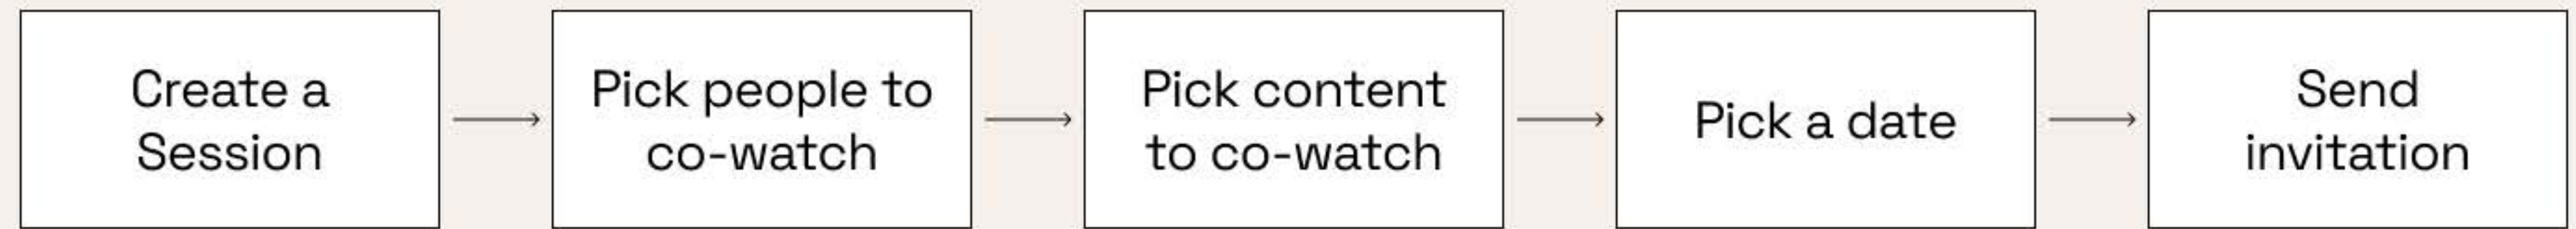 Create a
Session
Pick people to
co-watch
Pick content
to co-watch
Pick a date
Send
invitation